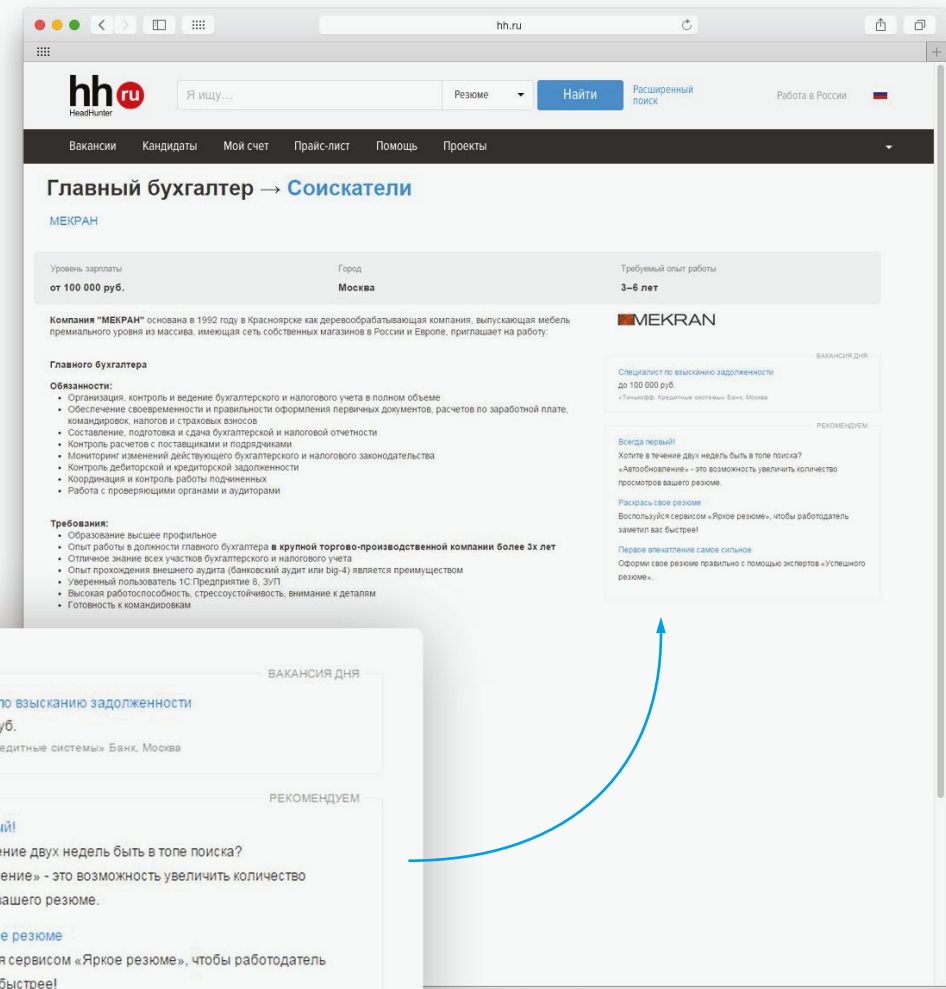 hh.ru
hh ru
HeadHunter
Я ищу...
Резюме
Найти
Расширенный
поиск
Работа в России
Вакансии Кандидаты Мой счет Прайс-лист Помощь Проекты
Главный бухгалтер → Соискатели
МЕКРАН
Уровень зарплаты Город Требуемый опыт работы
от 100 000 руб. Москва 3–6 лет
Компания "МЕКРАН" основана в 1992 году в Красноярске как деревообрабатывающая компания, выпускающая мебель
премиального уровня из массива, имеющая сеть собственных магазинов в России и Европе, приглашает на работу:
Главного бухгалтера
Обязанности:
• Организация, контроль и ведение бухгалтерского и налогового учета в полном объеме
• Обеспечение своевременности и правильности оформления первичных документов, расчетов по заработной плате,
командировок, налогов и страховых взносов
• Составление, подготовка и сдача бухгалтерской и налоговой отчетности
• Контроль расчетов с поставщиками и подрядчиками
• Мониторинг изменений действующего бухгалтерского и налогового законодательства
• Контроль дебиторской и кредиторской задолженности
• Координация и контроль работы подчиненных
• Работа с проверяющими органами и аудиторами
Требования:
• Образование высшее профильное
• Опыт работы в должности главного бухгалтера в крупной торгово-производственной компании более 3х лет
• Отличное знание всех участков бухгалтерского и налогового учета
• Опыт прохождения внешнего аудита (банковский аудит или big-4) является преимуществом
• Уверенный пользователь 1С:Предприятие 8, ЗУП
• Высокая работоспособность, стрессоустойчивость, внимание к деталям
• Готовность к командировкам
MEKRAN
ВАКАНСИЯ ДНЯ
Специалист по взысканию задолженности
до 100 000 руб.
«Тинькофф. Кредитные системы» Банк, Москва
РЕКОМЕНДУЕМ
Всегда первый!
Хотите в течение двух недель быть в топе поиска?
«Автообновление» - это возможность увеличить количество
просмотров вашего резюме.
Раскрась свое резюме
Воспользуйся сервисом «Яркое резюме», чтобы работодатель
заметил вас быстрее!
Первое впечатление самое сильное
Оформи свое резюме правильно с помощью экспертов «Успешного
резюме».
ВАКАНСИЯ ДНЯ
по взысканию задолженности
уб.
едитные системы» Банк, Москва
РЕКОМЕНДУЕМ
ый!
ение двух недель быть в топе поиска?
ение» - это возможность увеличить количество
вашего резюме.
е резюме
я сервисом «Яркое резюме», чтобы работодатель
быстрее!